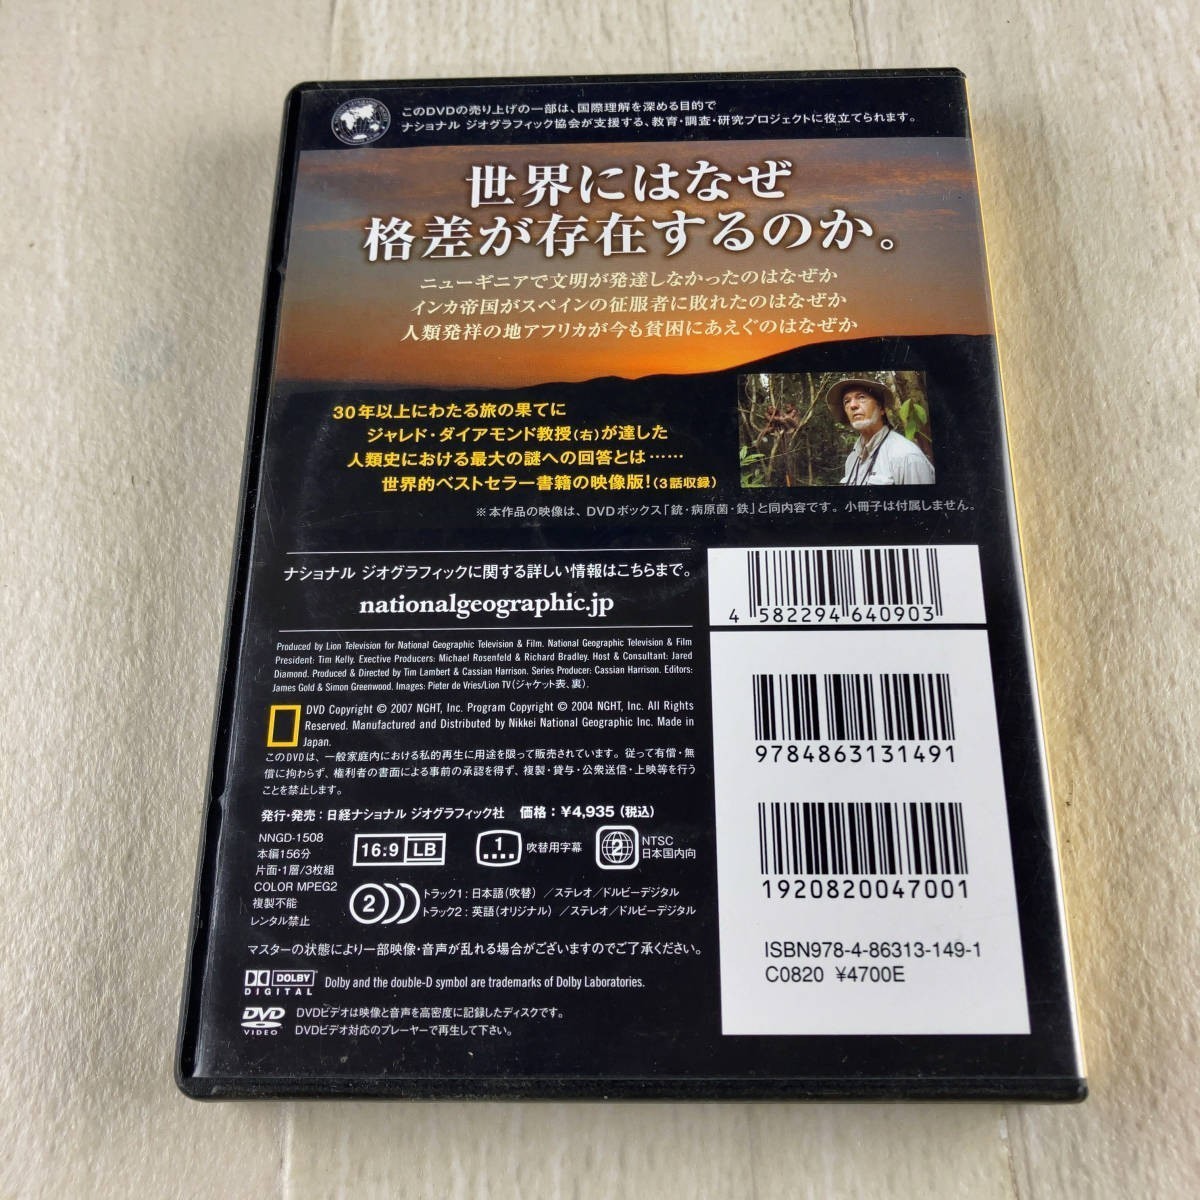 このDVDの売り上げの一部は、国際理解を深める目的で
ナショナル ジオグラフィック協会が支援する、教育・調査・研究プロジェクトに役立てられます。
世界にはなぜ
格差が存在するのか。
ニューギニアで文明が発達しなかったのはなぜか
インカ帝国がスペインの征服者に敗れたのはなぜか
人類発祥の地アフリカが今も貧困にあえぐのはなぜか
30年以上にわたる旅の果てに
ジャレド・ダイアモンド教授(右)が達した
人類史における最大の謎への回答とは……
世界的ベストセラー書籍の映像版!(3話収録)
※本作品の映像は、DVDボックス「銃・病原菌・鉄」と同内容です。小冊子は付属しません。
ナショナル ジオグラフィックに関する詳しい情報はこちらまで。
nationalgeographic.jp
4 582294 640903
Produced by Lion Television for National Geographic Television & Film. National Geographic Television & Film
President: Tim Kelly. Exective Producers: Michael Rosenfeld & Richard Bradley. Host & Consultant: Jared
Diamond. Produced & Directed by Tim Lambert & Cassian Harrison. Series Producer: Cassian Harrison. Editors:
James Gold & Simon Greenwood. Images: Pieter de Vries/Lion TV(ジャケット表、裏).
DVD Copyright © 2007 NGHT, Inc. Program Copyright © 2004 NGHT, Inc. All Rights
Reserved. Manufactured and Distributed by Nikkei National Geographic Inc. Made in
Japan.
このDVDは、一般家庭内における私的再生に用途を限って販売されています。従って有償・無
償に拘わらず、権利者の書面による事前の承認を得ず、複製・貸与・公衆送信・上映等を行う
ことを禁止します。
9784863131491
発行・発売:日経ナショナル ジオグラフィック社 価格:¥4,935(税込)
NNGD-1508
本編156分
片面・1層/3枚組
COLOR MPEG2
複製不能
レンタル禁止
16:9 LB
1 吹替用字幕
2 NTSC
日本国内向
2
トラック1:日本語(吹替)/ステレオ/ドルビーデジタル
トラック2:英語(オリジナル)/ステレオ/ドルビーデジタル
1920820047001
マスターの状態により一部映像・音声が乱れる場合がございますのでご了承ください。
ISBN978-4-86313-149-1
C0820 ¥4700E
DOLBY
DIGITAL
Dolby and the double-D symbol are trademarks of Dolby Laboratories.
DVD
VIDEO
DVDビデオは映像と音声を高密度に記録したディスクです。
DVDビデオ対応のプレーヤーで再生して下さい。